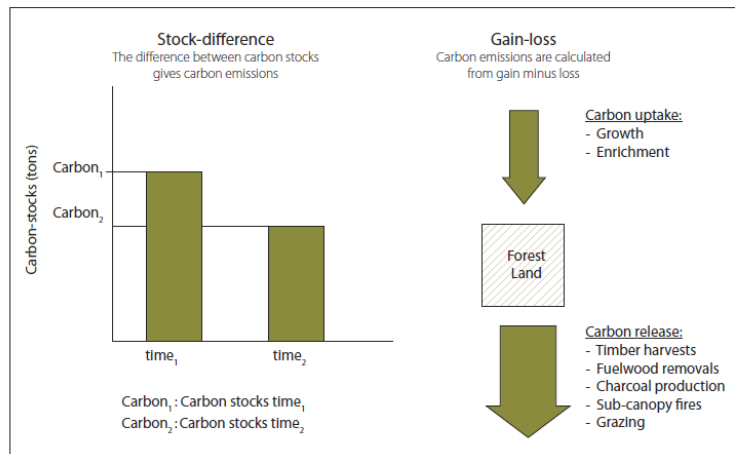 Stock-difference
The difference between carbon stocks
gives carbon emissions
Carbon-stocks (tons)
Carbon₁
Carbon₂
time₁
time₂
Carbon₁ : Carbon stocks time₁
Carbon₂ : Carbon stocks time₂
Gain-loss
Carbon emissions are calculated
from gain minus loss
Carbon uptake:
- Growth
- Enrichment
Forest
Land
Carbon release:
- Timber harvests
- Fuelwood removals
- Charcoal production
- Sub-canopy fires
- Grazing